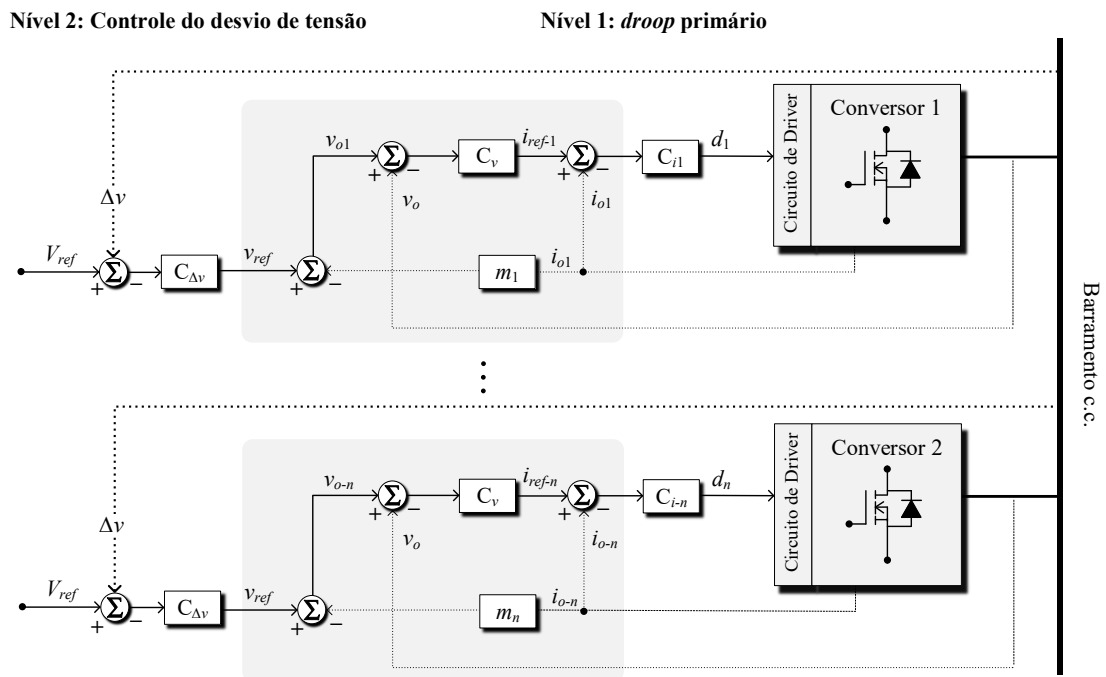 Nível 2: Controle do desvio de tensão
Nível 1: droop primário
Circuito de Driver
Conversor 1
v_o1
C_v
i_ref-1
C_i1
d_1
Δv
v_o
i_o1
V_ref
Σ
Σ
Σ
Σ
+
−
+
−
+
−
+
−
C_Δv
v_ref
m_1
i_o1
Barramento c.c.
Circuito de Driver
Conversor 2
v_o-n
C_v
i_ref-n
C_i-n
d_n
Δv
v_o
i_o-n
V_ref
Σ
Σ
Σ
Σ
+
−
+
−
+
−
+
−
C_Δv
v_ref
m_n
i_o-n